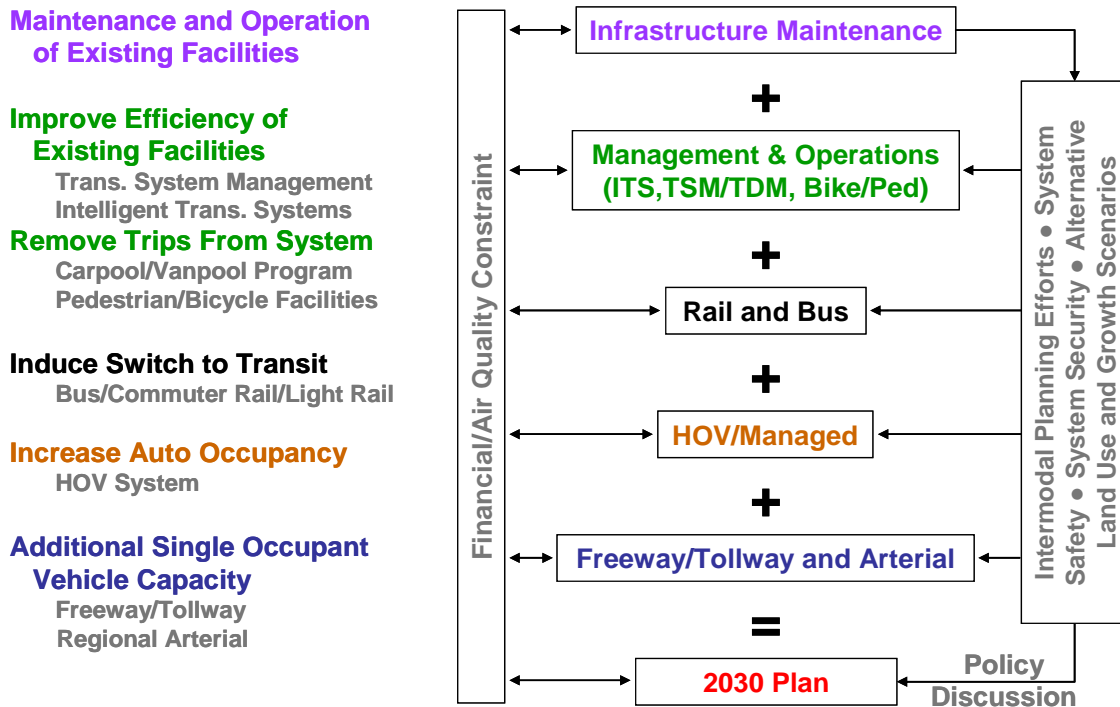 Maintenance and Operation
of Existing Facilities
Improve Efficiency of
Existing Facilities
Trans. System Management
Intelligent Trans. Systems
Remove Trips From System
Carpool/Vanpool Program
Pedestrian/Bicycle Facilities
Induce Switch to Transit
Bus/Commuter Rail/Light Rail
Increase Auto Occupancy
HOV System
Additional Single Occupant
Vehicle Capacity
Freeway/Tollway
Regional Arterial
Financial/Air Quality Constraint
Infrastructure Maintenance
+
Management & Operations
(ITS,TSM/TDM, Bike/Ped)
+
Rail and Bus
+
HOV/Managed
+
Freeway/Tollway and Arterial
=
2030 Plan
Intermodal Planning Efforts ● System
Safety ● System Security ● Alternative
Land Use and Growth Scenarios
Policy
Discussion